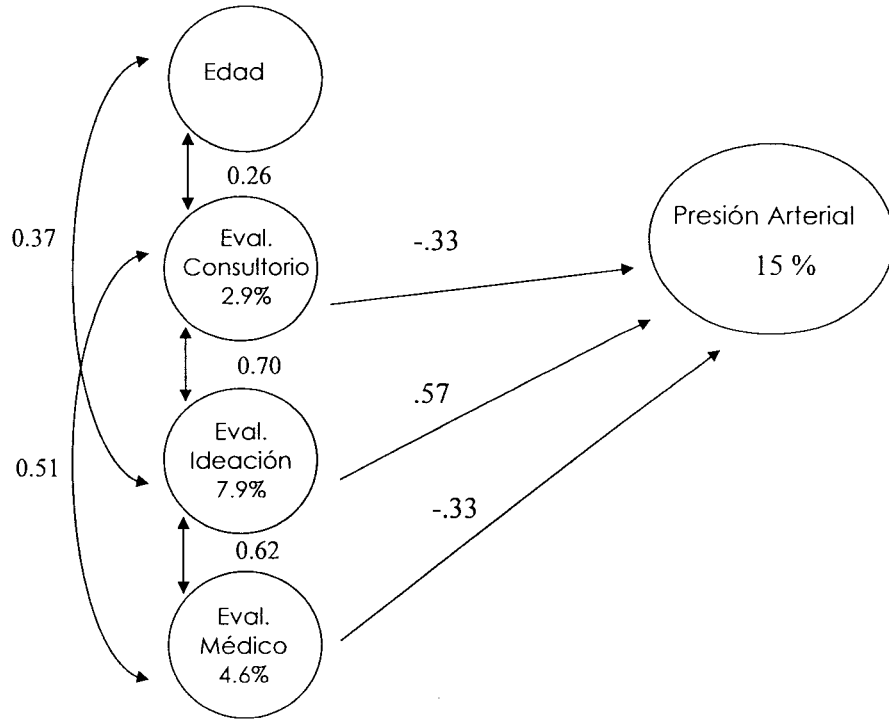 Edad
0.26
0.37
Eval.
Consultorio
2.9%
-.33
Presión Arterial
15 %
0.70
.57
Eval.
Ideación
7.9%
0.51
-.33
0.62
Eval.
Médico
4.6%